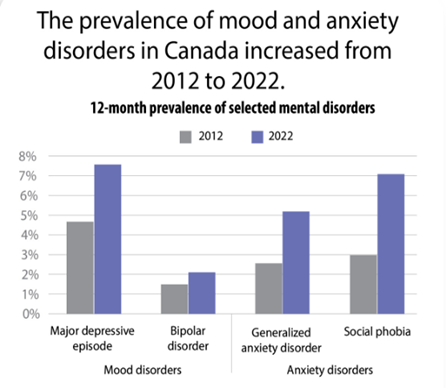 The prevalence of mood and anxiety
disorders in Canada increased from
2012 to 2022.
12-month prevalence of selected mental disorders
2012 2022
8%
7%
6%
5%
4%
3%
2%
1%
0%
Major depressive Bipolar Generalized Social phobia
episode disorder anxiety disorder
Mood disorders Anxiety disorders